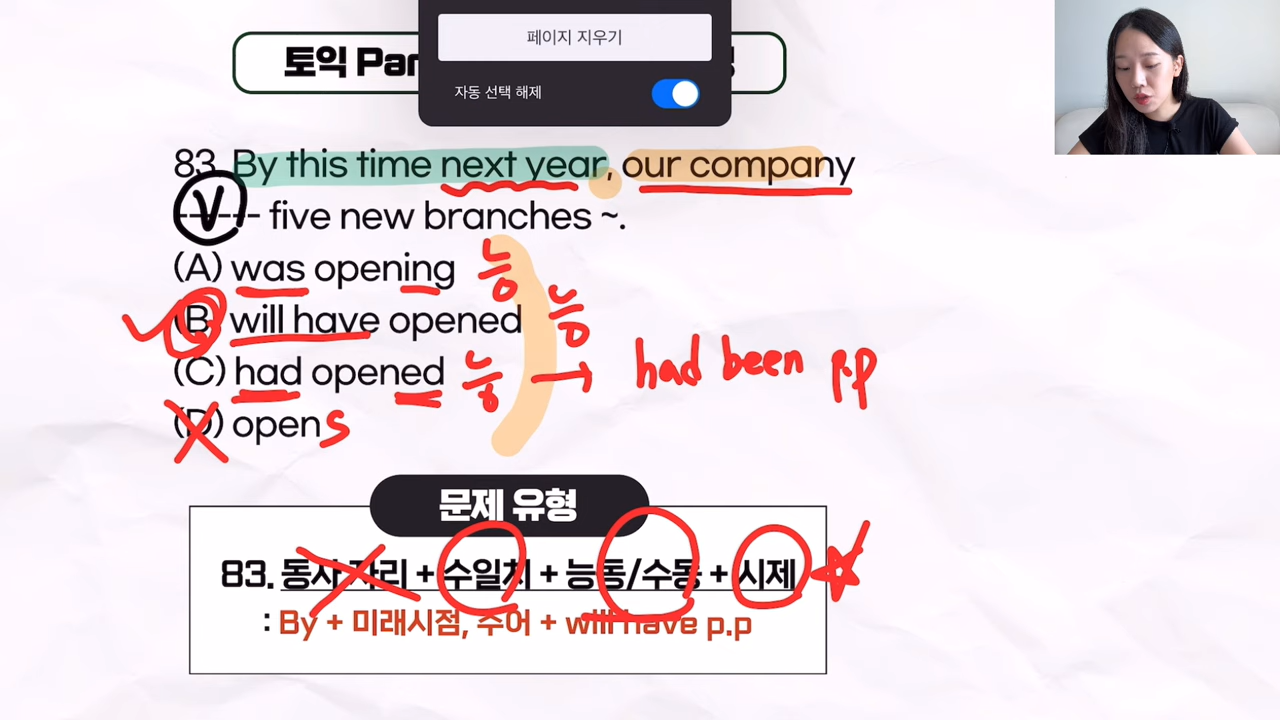 페이지 지우기
토익 Par
자동 선택 해제
83. By this time next year, our company
V
------ five new branches ~.
(A) was opening 능
(B) will have opened 능
(C) had opened 능 → had been p.p
(D) opens
문제 유형
83. 동사 자리 + 수일치 + 능동/수동 + 시제
: By + 미래시점, 주어 + will have p.p